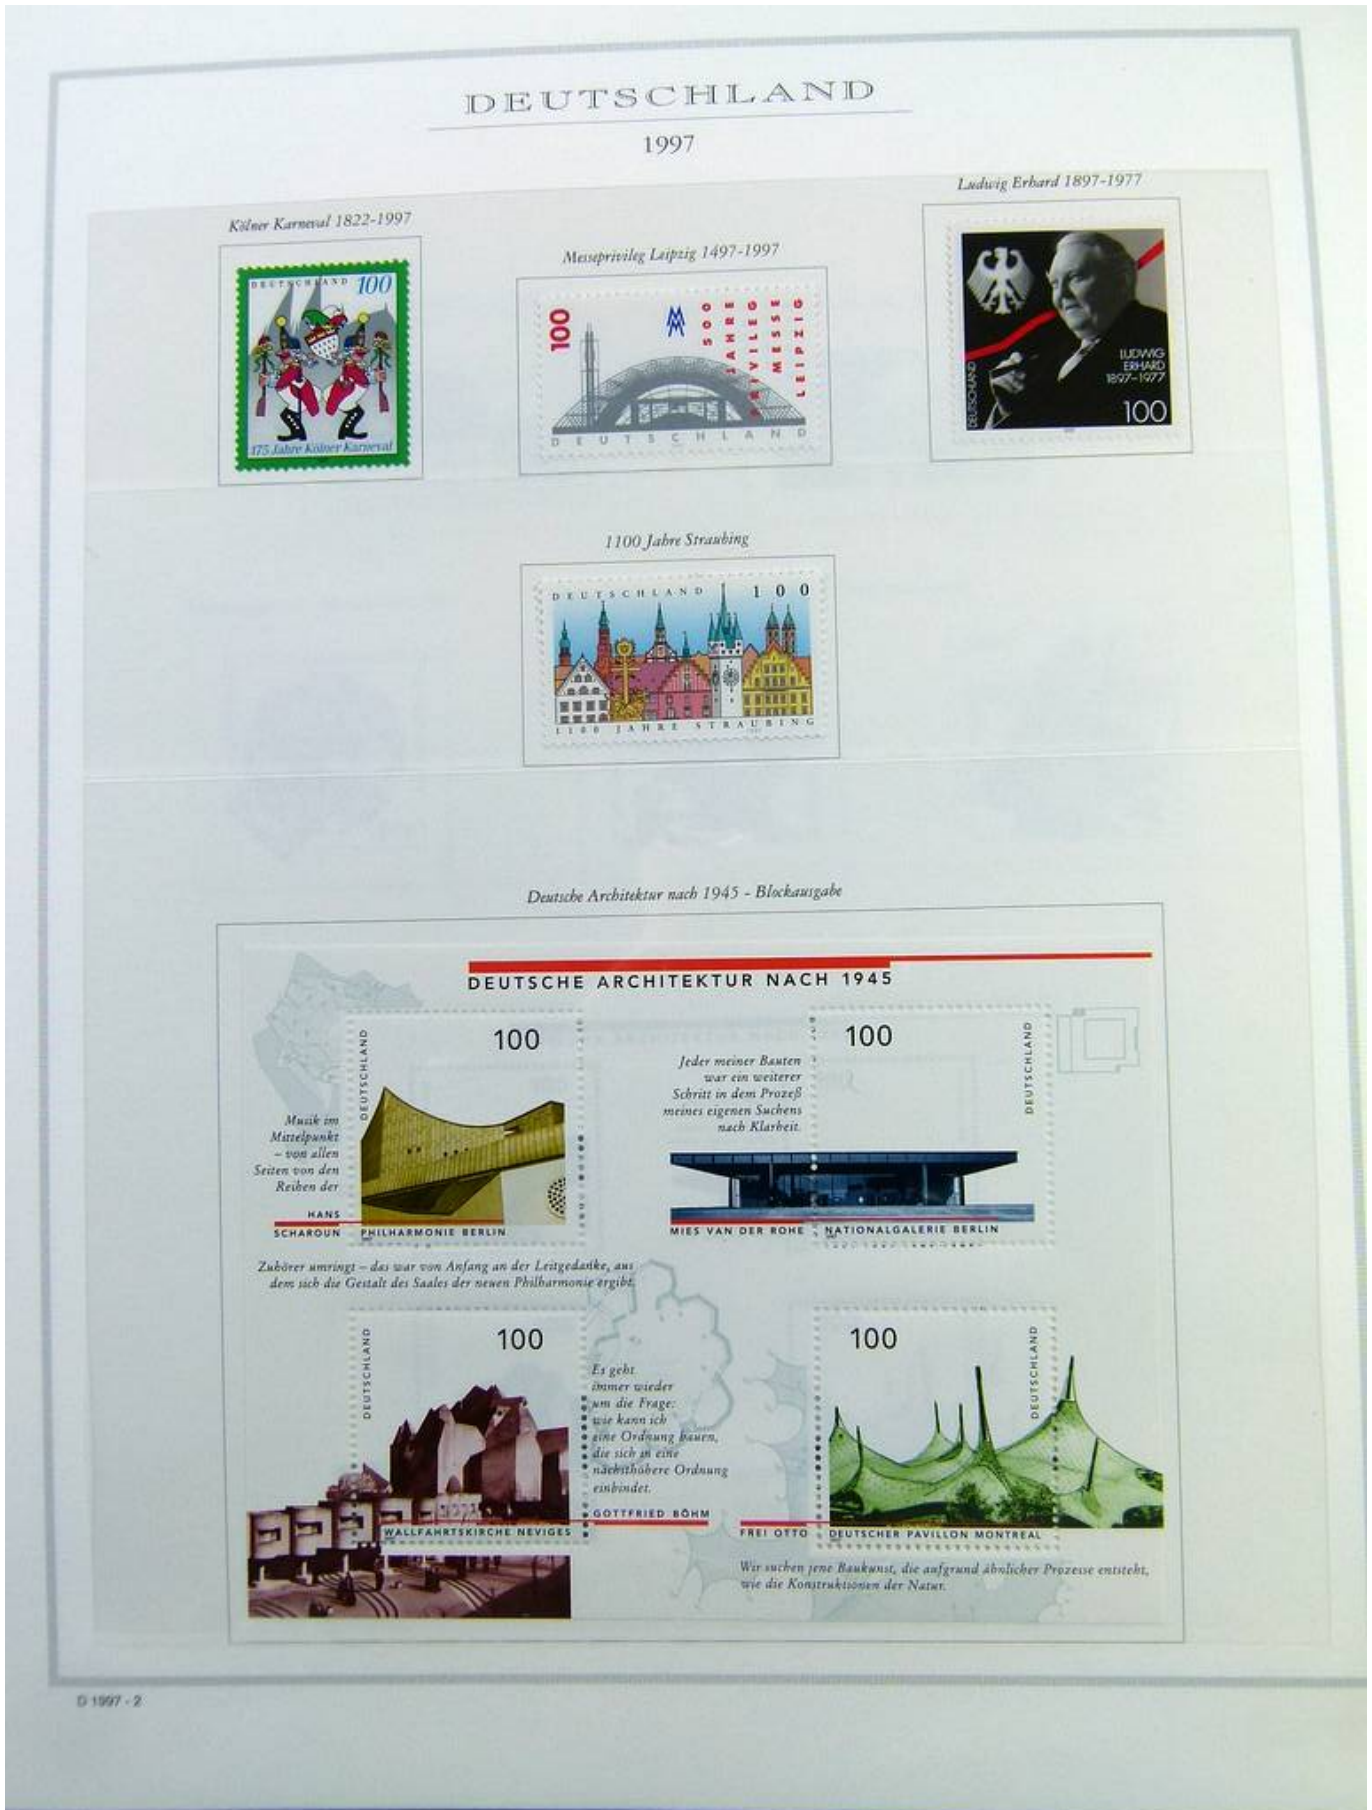 DEUTSCHLAND
1997
Kölner Karneval 1822-1997
DEUTSCHLAND 100
175 Jahre Kölner Karneval
Messeprivileg Leipzig 1497-1997
100
500
JAHRE
PRIVILEG
MESSE
LEIPZIG
DEUTSCHLAND
Ludwig Erhard 1897-1977
DEUTSCHLAND
LUDWIG
ERHARD
1897-1977
100
1100 Jahre Straubing
DEUTSCHLAND 100
1100 JAHRE STRAUBING
Deutsche Architektur nach 1945 - Blockausgabe
DEUTSCHE ARCHITEKTUR NACH 1945
DEUTSCHLAND
100
Musik im
Mittelpunkt
– von allen
Seiten von den
Reihen der
HANS
SCHAROUN
PHILHARMONIE BERLIN
Zuhörer umringt – das war von Anfang an der Leitgedanke, aus
dem sich die Gestalt des Saales der neuen Philharmonie ergibt.
Jeder meiner Bauten
war ein weiterer
Schritt in dem Prozeß
meines eigenen Suchens
nach Klarheit.
100
DEUTSCHLAND
MIES VAN DER ROHE
NATIONALGALERIE BERLIN
DEUTSCHLAND
100
Es geht
immer wieder
um die Frage:
wie kann ich
eine Ordnung bauen,
die sich in eine
nächsthöhere Ordnung
einbindet.
GOTTFRIED BÖHM
WALLFAHRTSKIRCHE NEVIGES
100
DEUTSCHLAND
FREI OTTO
DEUTSCHER PAVILLON MONTREAL
Wir suchen jene Baukunst, die aufgrund ähnlicher Prozesse entsteht,
wie die Konstruktionen der Natur.
D 1997 - 2